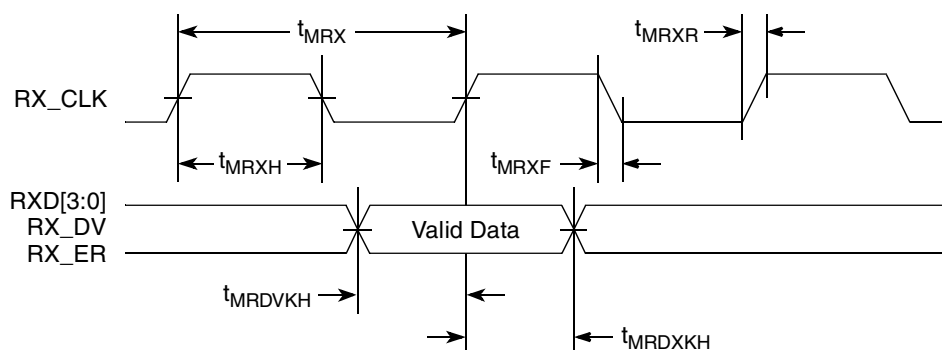 tMRX
tMRXR
RX_CLK
tMRXH
tMRXF
RXD[3:0]
RX_DV
RX_ER
Valid Data
tMRDVKH
tMRDXKH